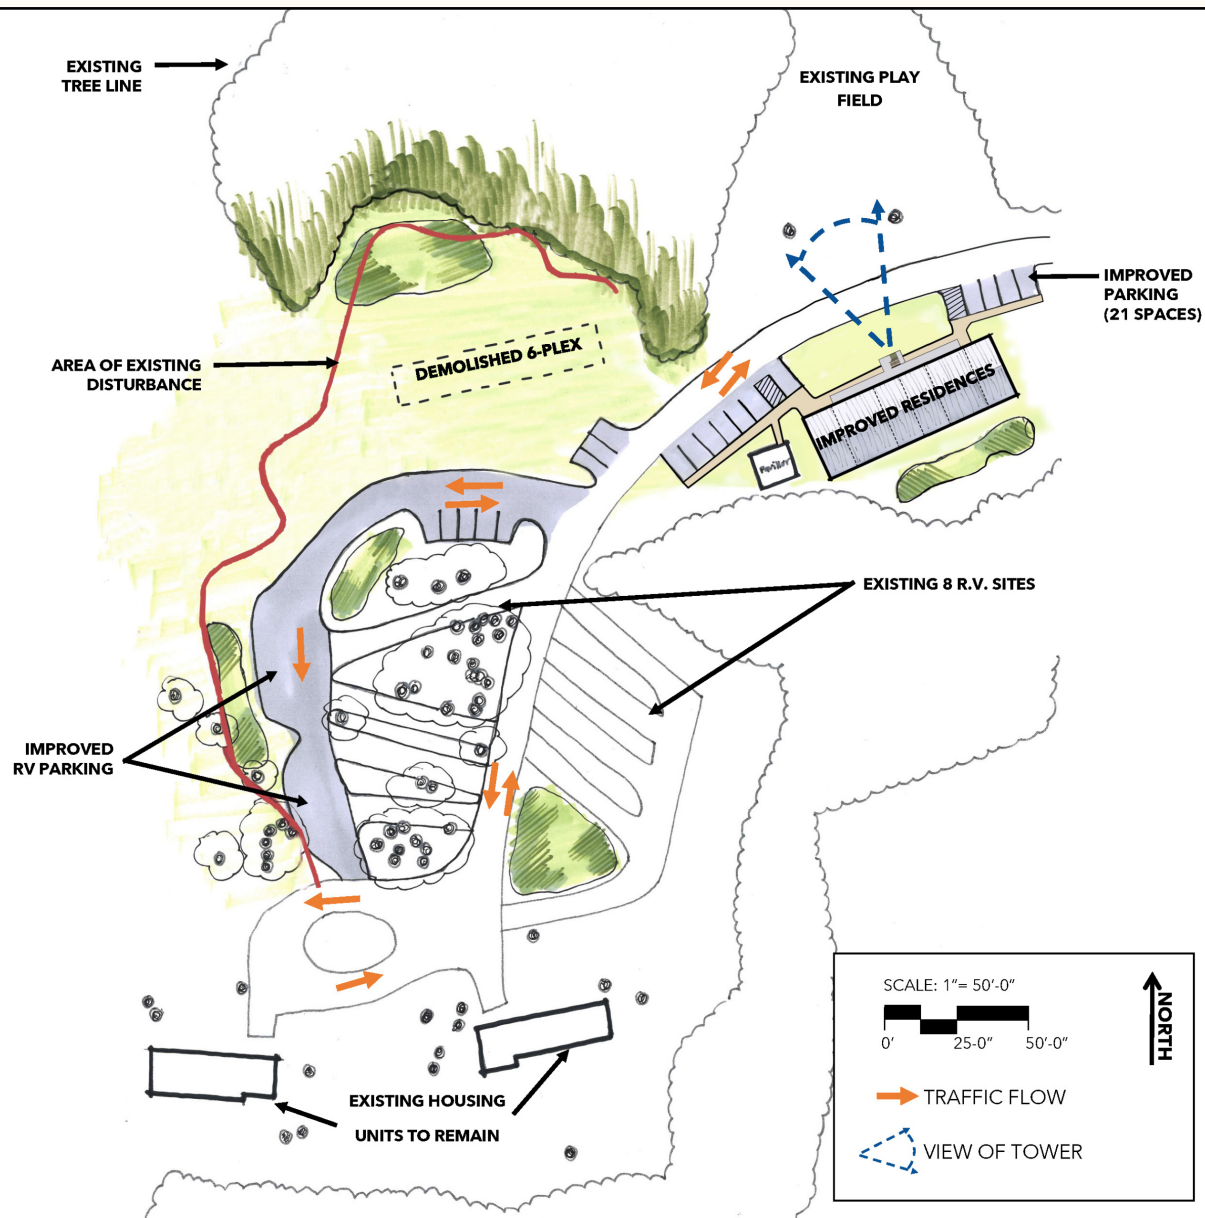 EXISTING
TREE LINE
EXISTING PLAY
FIELD
IMPROVED
PARKING
(21 SPACES)
AREA OF EXISTING
DISTURBANCE
DEMOLISHED 6-PLEX
IMPROVED RESIDENCES
EXISTING 8 R.V. SITES
IMPROVED
RV PARKING
EXISTING HOUSING
UNITS TO REMAIN
SCALE: 1"= 50'-0"
0'
25-0"
50'-0"
NORTH
TRAFFIC FLOW
VIEW OF TOWER